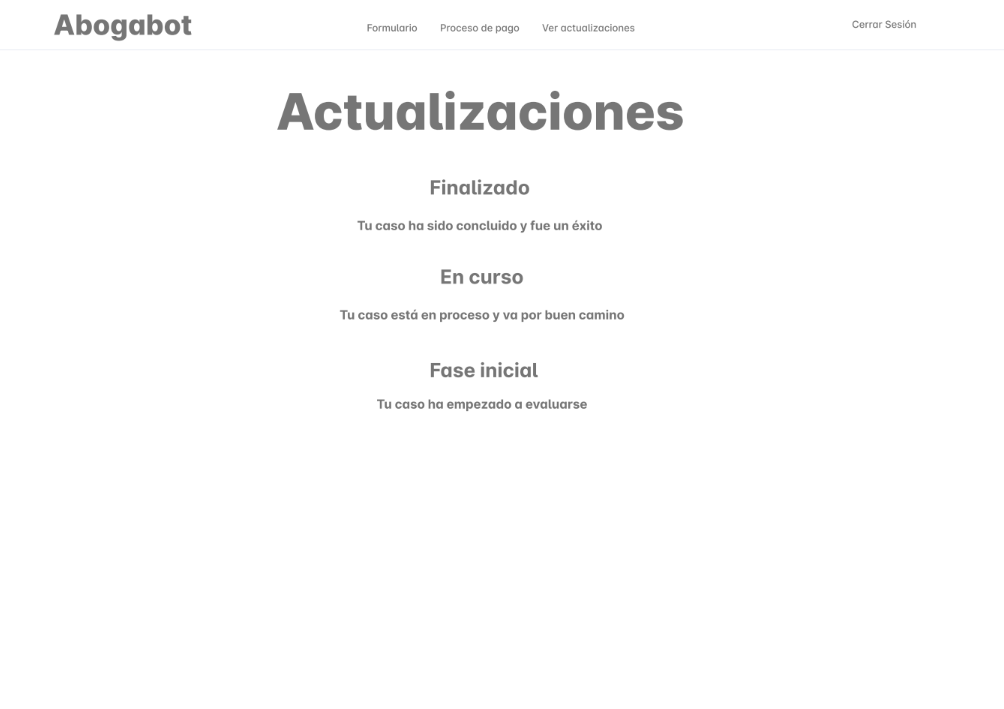 Abogabot
Formulario
Proceso de pago
Ver actualizaciones
Cerrar Sesión
Actualizaciones
Finalizado
Tu caso ha sido concluido y fue un éxito
En curso
Tu caso está en proceso y va por buen camino
Fase inicial
Tu caso ha empezado a evaluarse